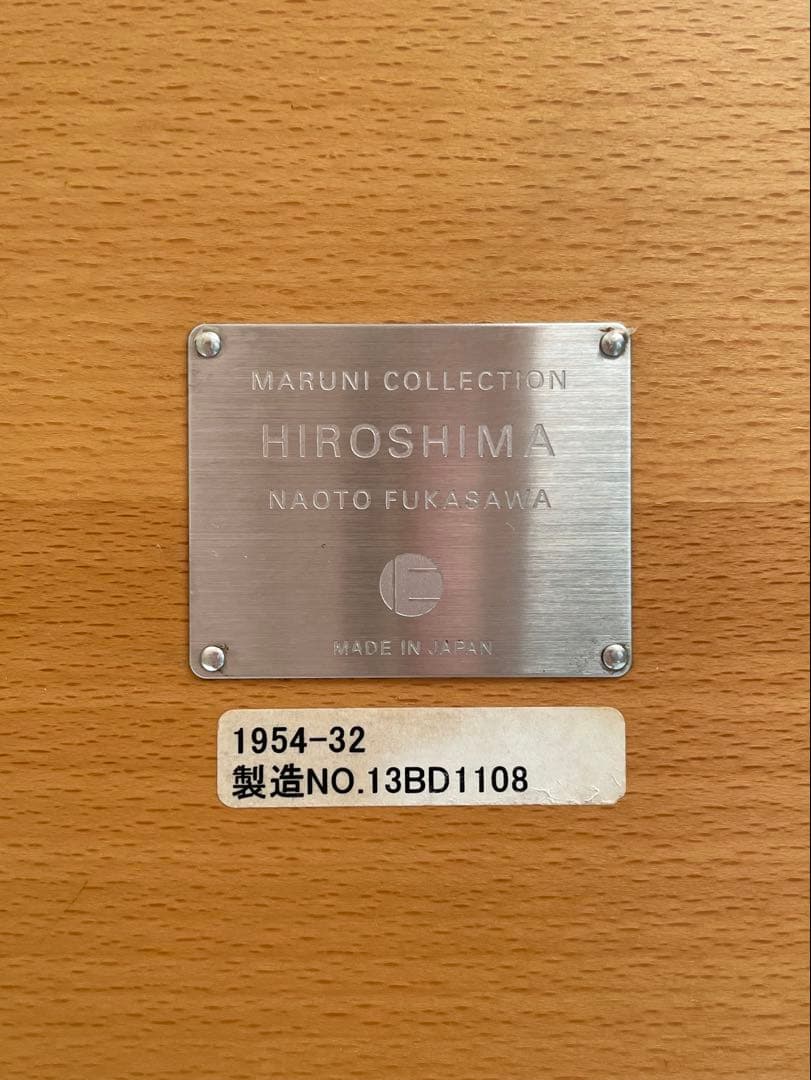 MARUNI COLLECTION
HIROSHIMA
NAOTO FUKASAWA
MADE IN JAPAN
1954-32
製造NO.13BD1108